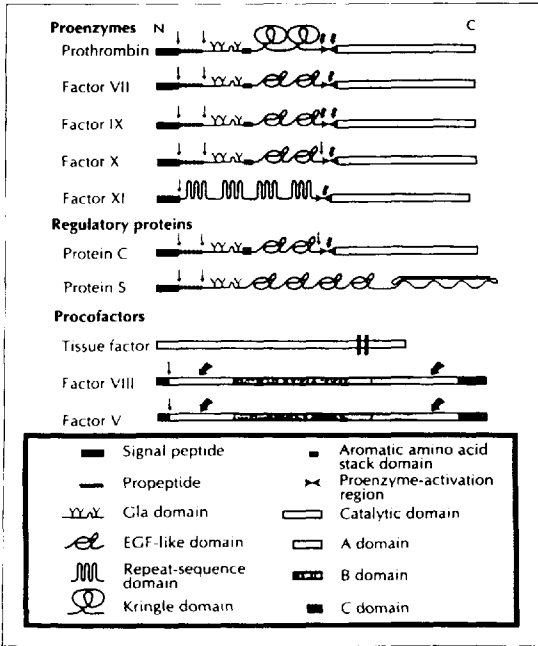 Proenzymes N C
Prothrombin
Factor VII
Factor IX
Factor X
Factor XI
Regulatory proteins
Protein C
Protein S
Procofactors
Tissue factor
Factor VIII
Factor V
Signal peptide
Propeptide
Gla domain
EGF-like domain
Repeat-sequence
domain
Kringle domain
Aromatic amino acid
stack domain
Proenzyme-activation
region
Catalytic domain
A domain
B domain
C domain